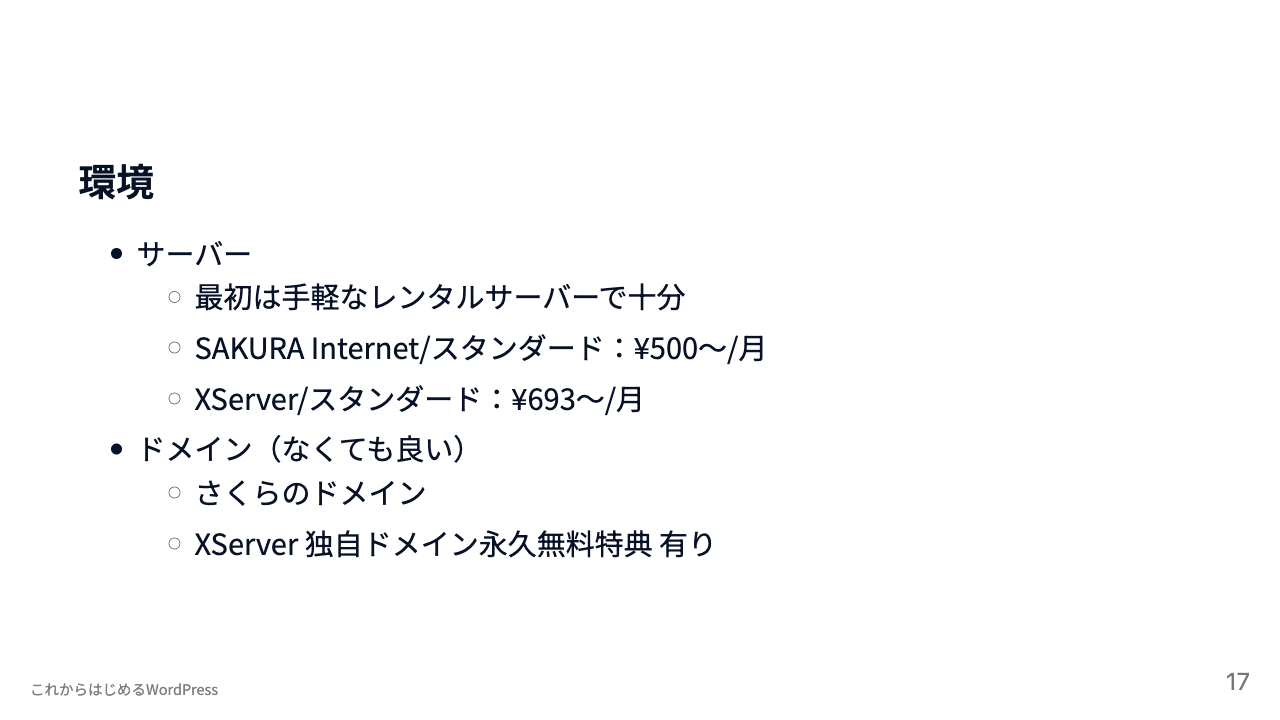 環境
サーバー
最初は手軽なレンタルサーバーで十分
SAKURA Internet/スタンダード：¥500〜/月
XServer/スタンダード：¥693〜/月
ドメイン（なくても良い）
さくらのドメイン
XServer 独自ドメイン永久無料特典 有り
これからはじめるWordPress
17